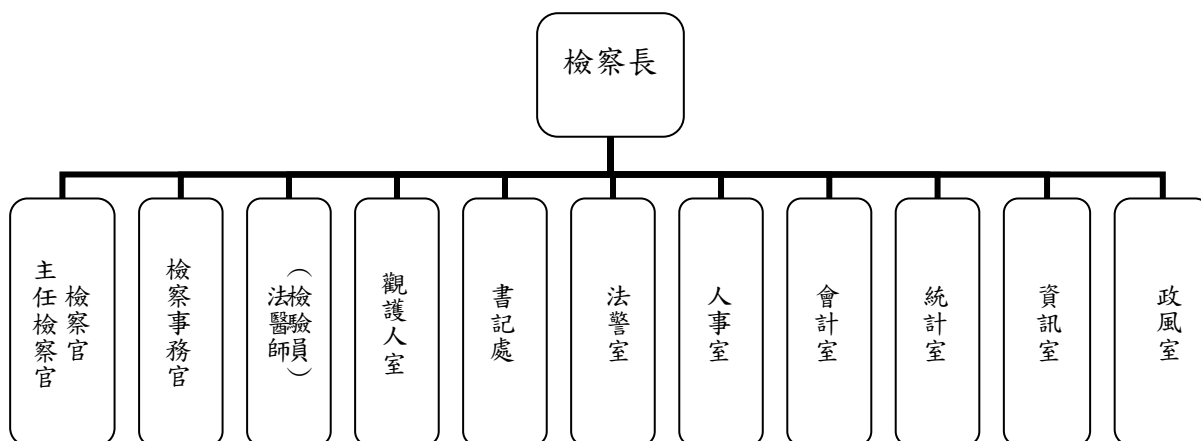 檢察長
主任檢察官
檢察官
檢察事務官
法醫師
（檢驗員）
觀護人室
書記處
法警室
人事室
會計室
統計室
資訊室
政風室